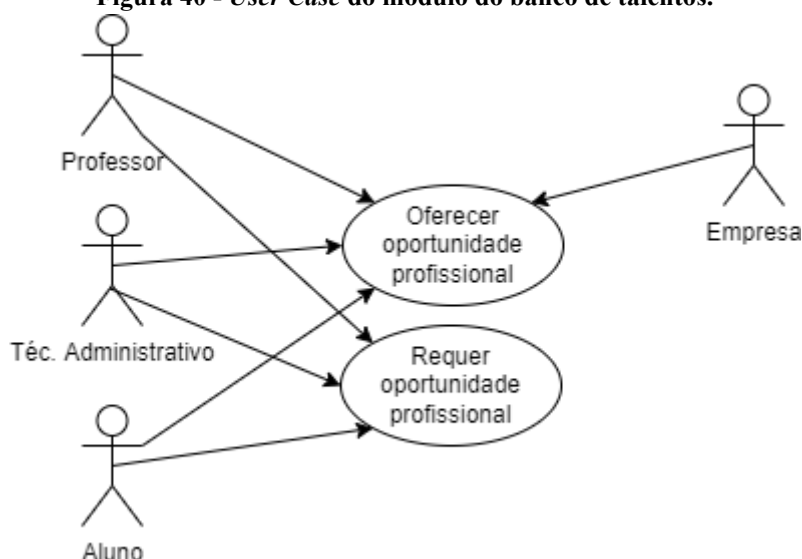 Figura 40 - User Case do módulo do banco de talentos.
Professor
Empresa
Oferecer
oportunidade
profissional
Téc. Administrativo
Requer
oportunidade
profissional
Aluno